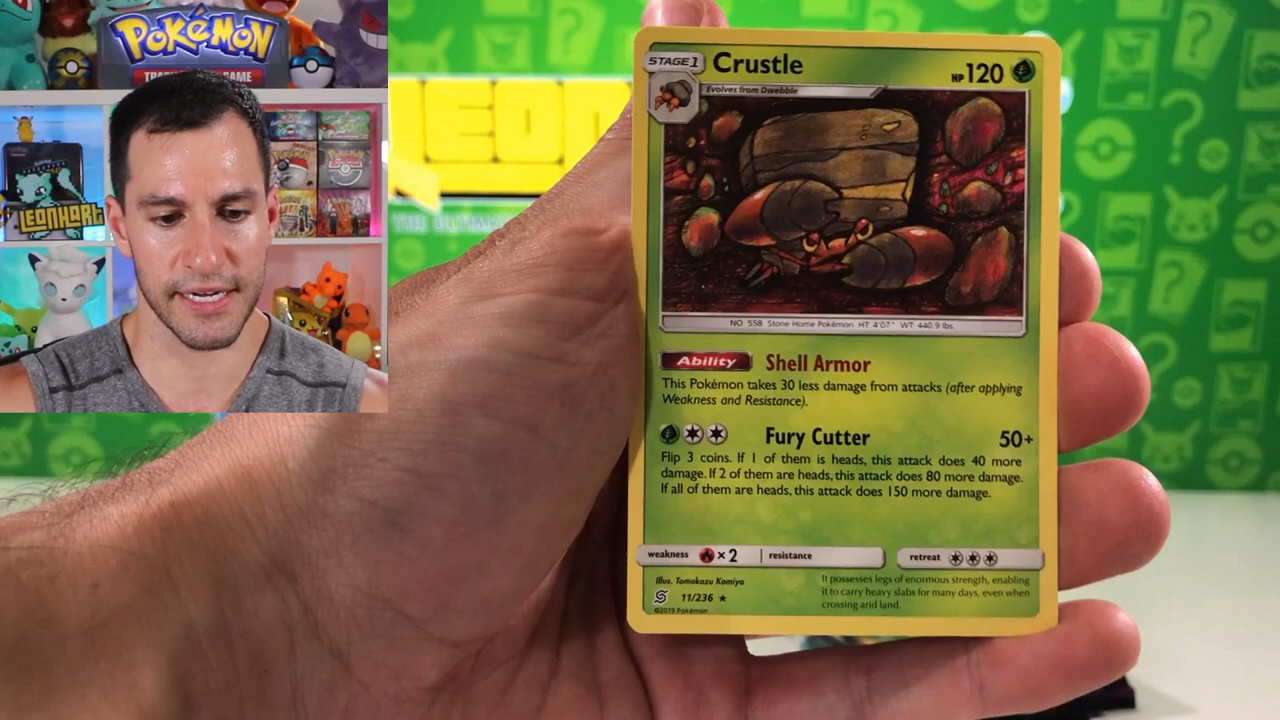 POKéMON
TRADING CARD GAME
LEONHART
LEON
STAGE 1
Crustle
HP 120
Evolves from Dwebble
NO. 558 Stone Home Pokémon HT: 4'07" WT: 440.9 lbs.
Ability Shell Armor
This Pokémon takes 30 less damage from attacks (after applying
Weakness and Resistance).
Fury Cutter 50+
Flip 3 coins. If 1 of them is heads, this attack does 40 more
damage. If 2 of them are heads, this attack does 80 more damage.
If all of them are heads, this attack does 150 more damage.
weakness ×2 resistance retreat
Illus. Tomokazu Komiya
11/236 ★
©2019 Pokémon
It possesses legs of enormous strength, enabling
it to carry heavy slabs for many days, even when
crossing arid land.